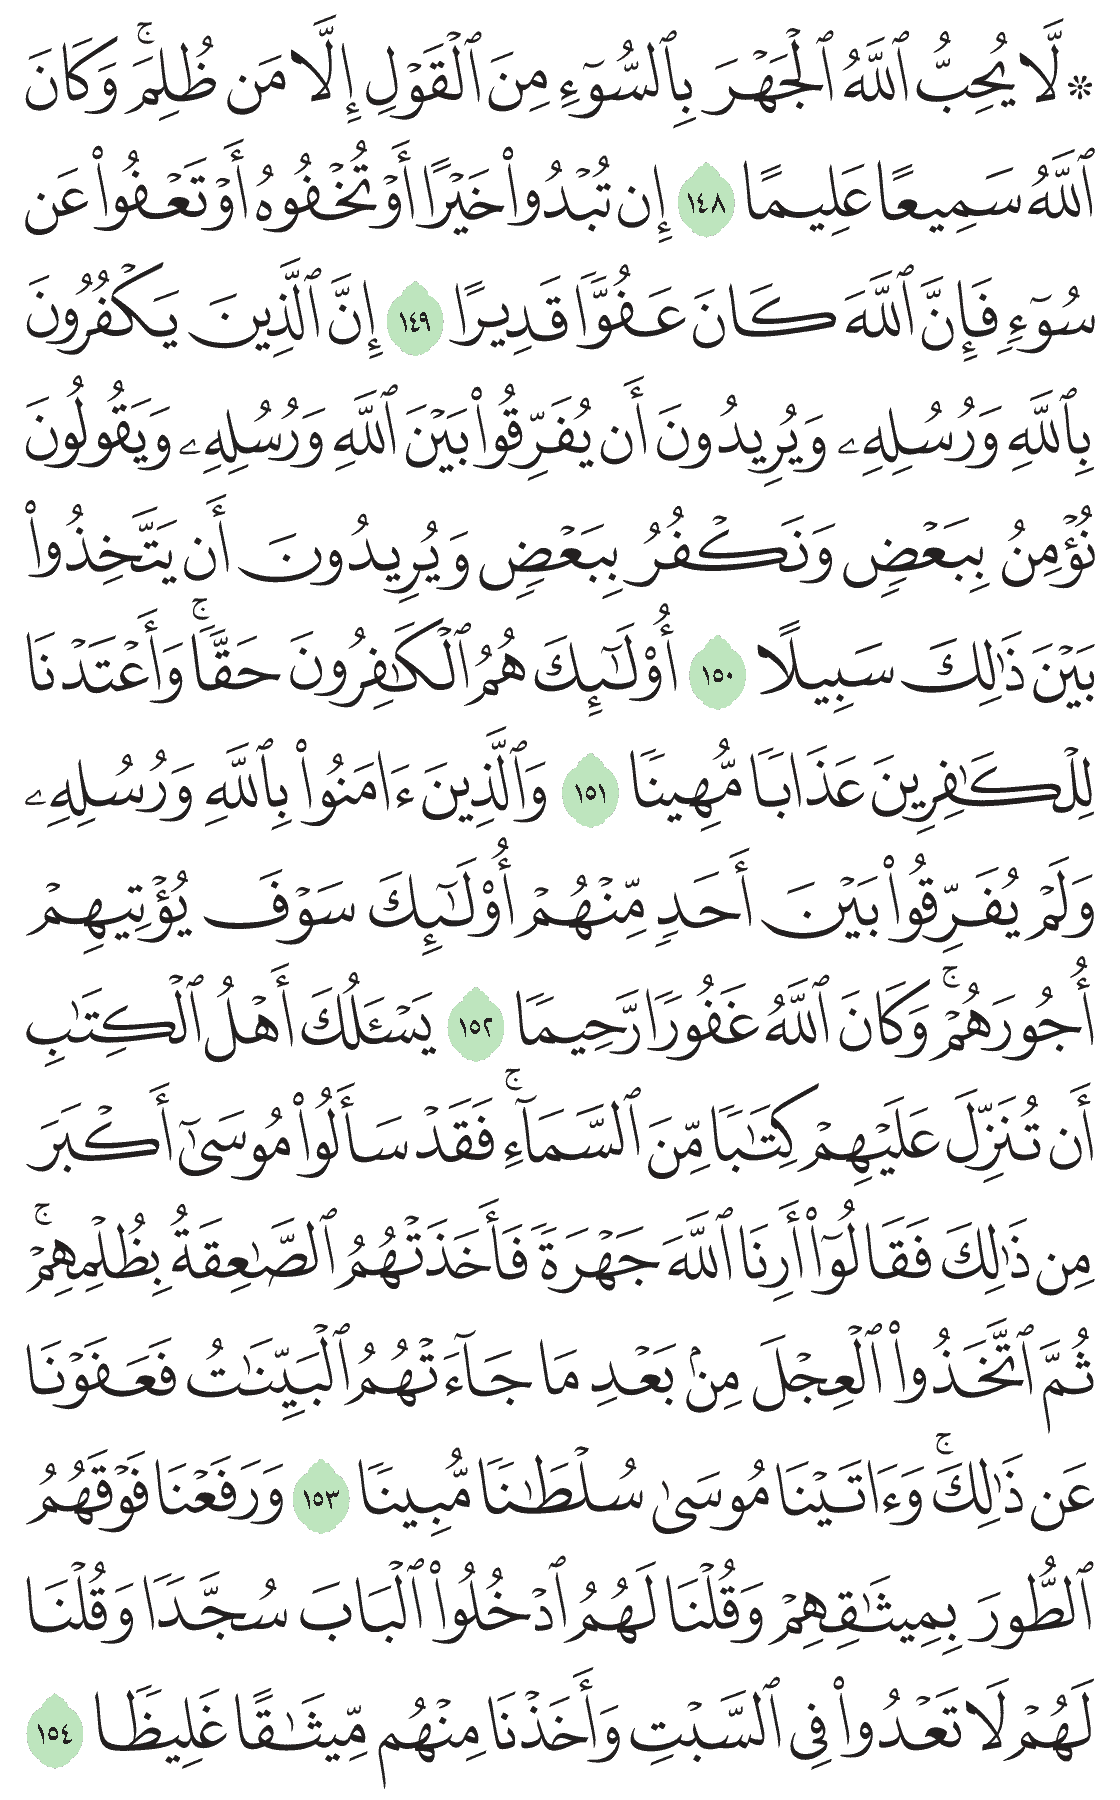 ۞ لَّا يُحِبُّ ٱللَّهُ ٱلْجَهْرَ بِٱلسُّوٓءِ مِنَ ٱلْقَوْلِ إِلَّا مَن ظُلِمَ ۚ وَكَانَ
ٱللَّهُ سَمِيعًا عَلِيمًا ١٤٨ إِن تُبْدُوا۟ خَيْرًا أَوْ تُخْفُوهُ أَوْ تَعْفُوا۟ عَن
سُوٓءٍ فَإِنَّ ٱللَّهَ كَانَ عَفُوًّا قَدِيرًا ١٤٩ إِنَّ ٱلَّذِينَ يَكْفُرُونَ
بِٱللَّهِ وَرُسُلِهِۦ وَيُرِيدُونَ أَن يُفَرِّقُوا۟ بَيْنَ ٱللَّهِ وَرُسُلِهِۦ وَيَقُولُونَ
نُؤْمِنُ بِبَعْضٍ وَنَكْفُرُ بِبَعْضٍ وَيُرِيدُونَ أَن يَتَّخِذُوا۟
بَيْنَ ذَٰلِكَ سَبِيلًا ١٥٠ أُو۟لَـٰٓئِكَ هُمُ ٱلْكَـٰفِرُونَ حَقًّا ۚ وَأَعْتَدْنَا
لِلْكَـٰفِرِينَ عَذَابًا مُّهِينًا ١٥١ وَٱلَّذِينَ ءَامَنُوا۟ بِٱللَّهِ وَرُسُلِهِۦ
وَلَمْ يُفَرِّقُوا۟ بَيْنَ أَحَدٍ مِّنْهُمْ أُو۟لَـٰٓئِكَ سَوْفَ يُؤْتِيهِمْ
أُجُورَهُمْ ۚ وَكَانَ ٱللَّهُ غَفُورًا رَّحِيمًا ١٥٢ يَسْـَٔلُكَ أَهْلُ ٱلْكِتَـٰبِ
أَن تُنَزِّلَ عَلَيْهِمْ كِتَـٰبًا مِّنَ ٱلسَّمَآءِ ۚ فَقَدْ سَأَلُوا۟ مُوسَىٰٓ أَكْبَرَ
مِن ذَٰلِكَ فَقَالُوٓا۟ أَرِنَا ٱللَّهَ جَهْرَةً فَأَخَذَتْهُمُ ٱلصَّـٰعِقَةُ بِظُلْمِهِمْ ۚ
ثُمَّ ٱتَّخَذُوا۟ ٱلْعِجْلَ مِنۢ بَعْدِ مَا جَآءَتْهُمُ ٱلْبَيِّنَـٰتُ فَعَفَوْنَا
عَن ذَٰلِكَ ۚ وَءَاتَيْنَا مُوسَىٰ سُلْطَـٰنًا مُّبِينًا ١٥٣ وَرَفَعْنَا فَوْقَهُمُ
ٱلطُّورَ بِمِيثَـٰقِهِمْ وَقُلْنَا لَهُمُ ٱدْخُلُوا۟ ٱلْبَابَ سُجَّدًا وَقُلْنَا
لَهُمْ لَا تَعْدُوا۟ فِى ٱلسَّبْتِ وَأَخَذْنَا مِنْهُم مِّيثَـٰقًا غَلِيظًا ١٥٤